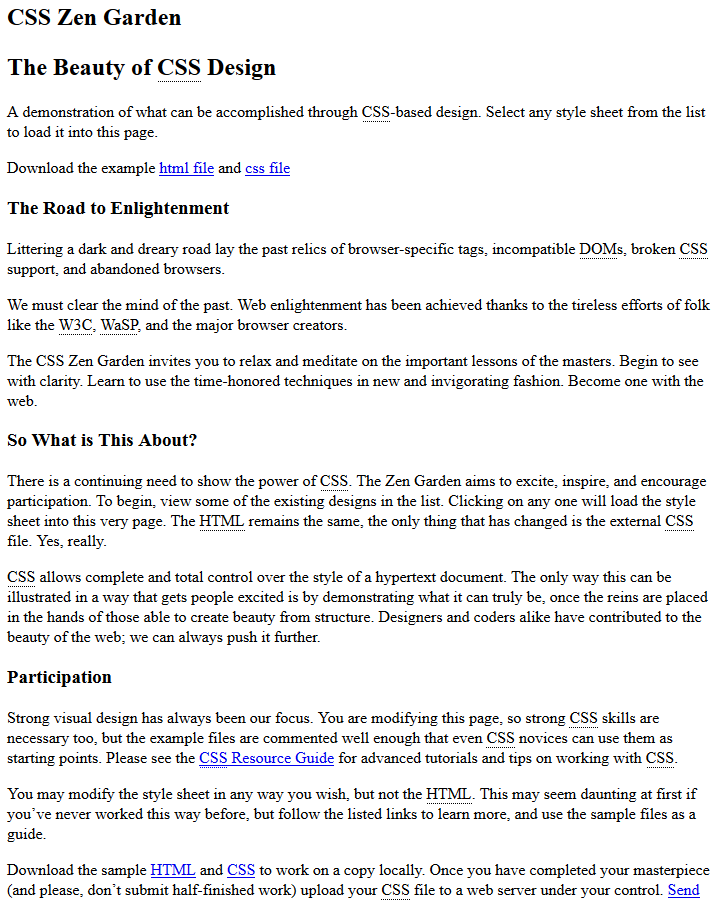 CSS Zen Garden
The Beauty of CSS Design
A demonstration of what can be accomplished through CSS-based design. Select any style sheet from the list
to load it into this page.
Download the example html file and css file
The Road to Enlightenment
Littering a dark and dreary road lay the past relics of browser-specific tags, incompatible DOMs, broken CSS
support, and abandoned browsers.
We must clear the mind of the past. Web enlightenment has been achieved thanks to the tireless efforts of folk
like the W3C, WaSP, and the major browser creators.
The CSS Zen Garden invites you to relax and meditate on the important lessons of the masters. Begin to see
with clarity. Learn to use the time-honored techniques in new and invigorating fashion. Become one with the
web.
So What is This About?
There is a continuing need to show the power of CSS. The Zen Garden aims to excite, inspire, and encourage
participation. To begin, view some of the existing designs in the list. Clicking on any one will load the style
sheet into this very page. The HTML remains the same, the only thing that has changed is the external CSS
file. Yes, really.
CSS allows complete and total control over the style of a hypertext document. The only way this can be
illustrated in a way that gets people excited is by demonstrating what it can truly be, once the reins are placed
in the hands of those able to create beauty from structure. Designers and coders alike have contributed to the
beauty of the web; we can always push it further.
Participation
Strong visual design has always been our focus. You are modifying this page, so strong CSS skills are
necessary too, but the example files are commented well enough that even CSS novices can use them as
starting points. Please see the CSS Resource Guide for advanced tutorials and tips on working with CSS.
You may modify the style sheet in any way you wish, but not the HTML. This may seem daunting at first if
you’ve never worked this way before, but follow the listed links to learn more, and use the sample files as a
guide.
Download the sample HTML and CSS to work on a copy locally. Once you have completed your masterpiece
(and please, don’t submit half-finished work) upload your CSS file to a web server under your control. Send